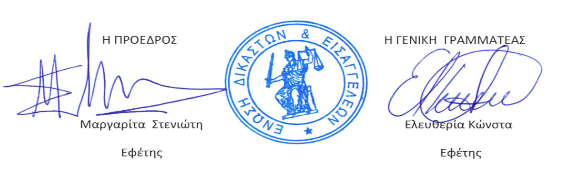 Η ΠΡΟΕΔΡΟΣ
Μαργαρίτα Στενιώτη
Εφέτης
ΕΝΩΣΗ ΔΙΚΑΣΤΩΝ & ΕΙΣΑΓΓΕΛΕΩΝ
Η ΓΕΝΙΚΗ ΓΡΑΜΜΑΤΕΑΣ
Ελευθερία Κώνστα
Εφέτης